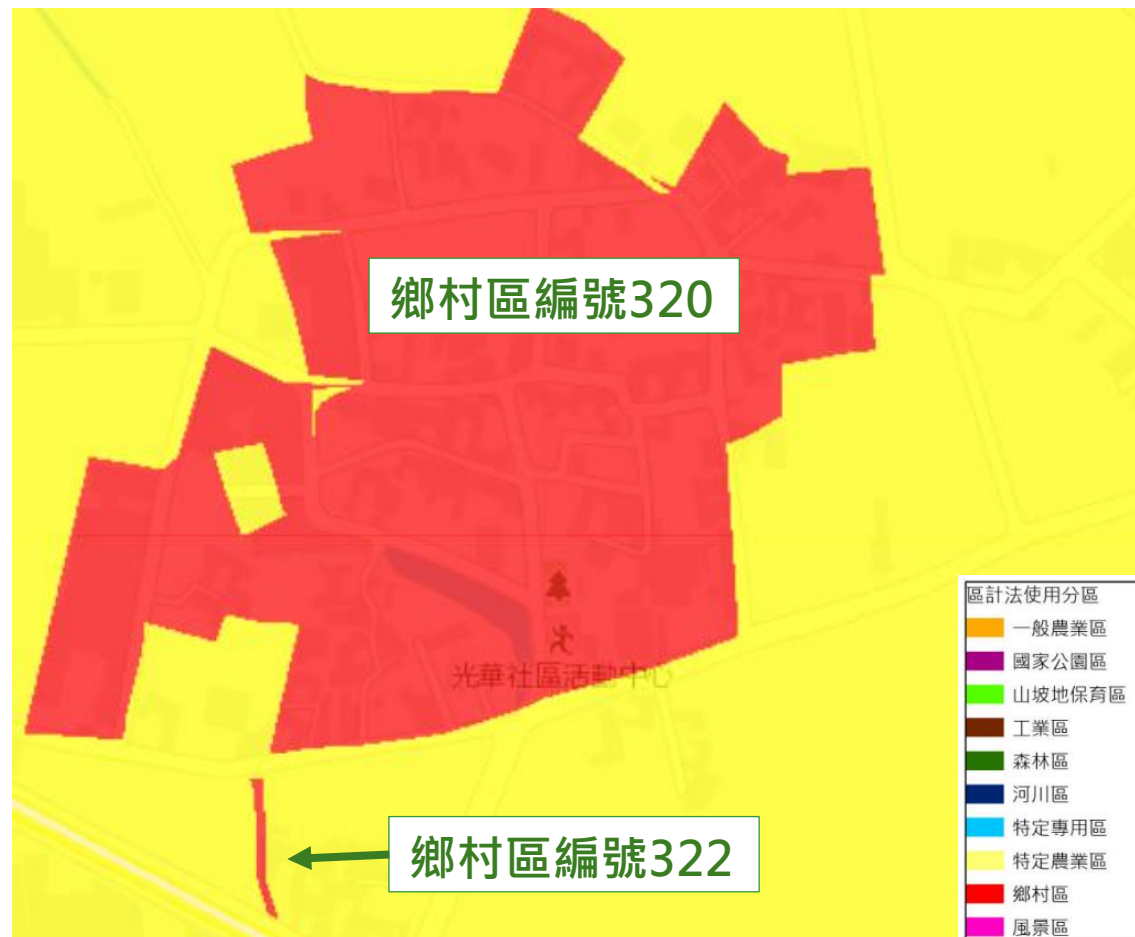 鄉村區編號320
光華社區活動中心
鄉村區編號322
區計法使用分區
一般農業區
國家公園區
山坡地保育區
工業區
森林區
河川區
特定專用區
特定農業區
鄉村區
風景區